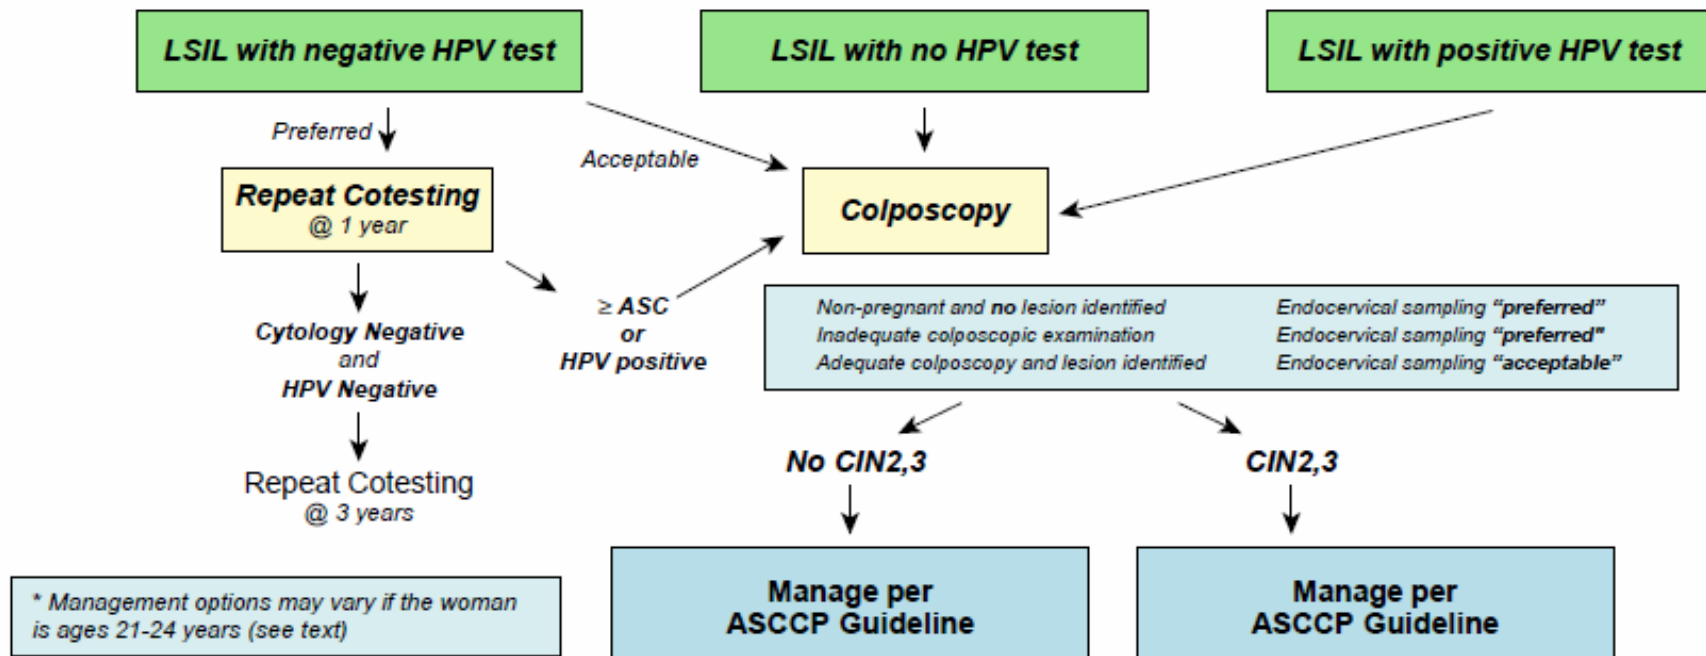 LSIL with negative HPV test
LSIL with no HPV test
LSIL with positive HPV test
Preferred
Acceptable
Repeat Cotesting
@ 1 year
Colposcopy
≥ ASC
or
HPV positive
Cytology Negative
and
HPV Negative
Repeat Cotesting
@ 3 years
Non-pregnant and no lesion identified Endocervical sampling “preferred”
Inadequate colposcopic examination Endocervical sampling “preferred"
Adequate colposcopy and lesion identified Endocervical sampling “acceptable”
No CIN2,3
CIN2,3
Manage per
ASCCP Guideline
Manage per
ASCCP Guideline
* Management options may vary if the woman
is ages 21-24 years (see text)